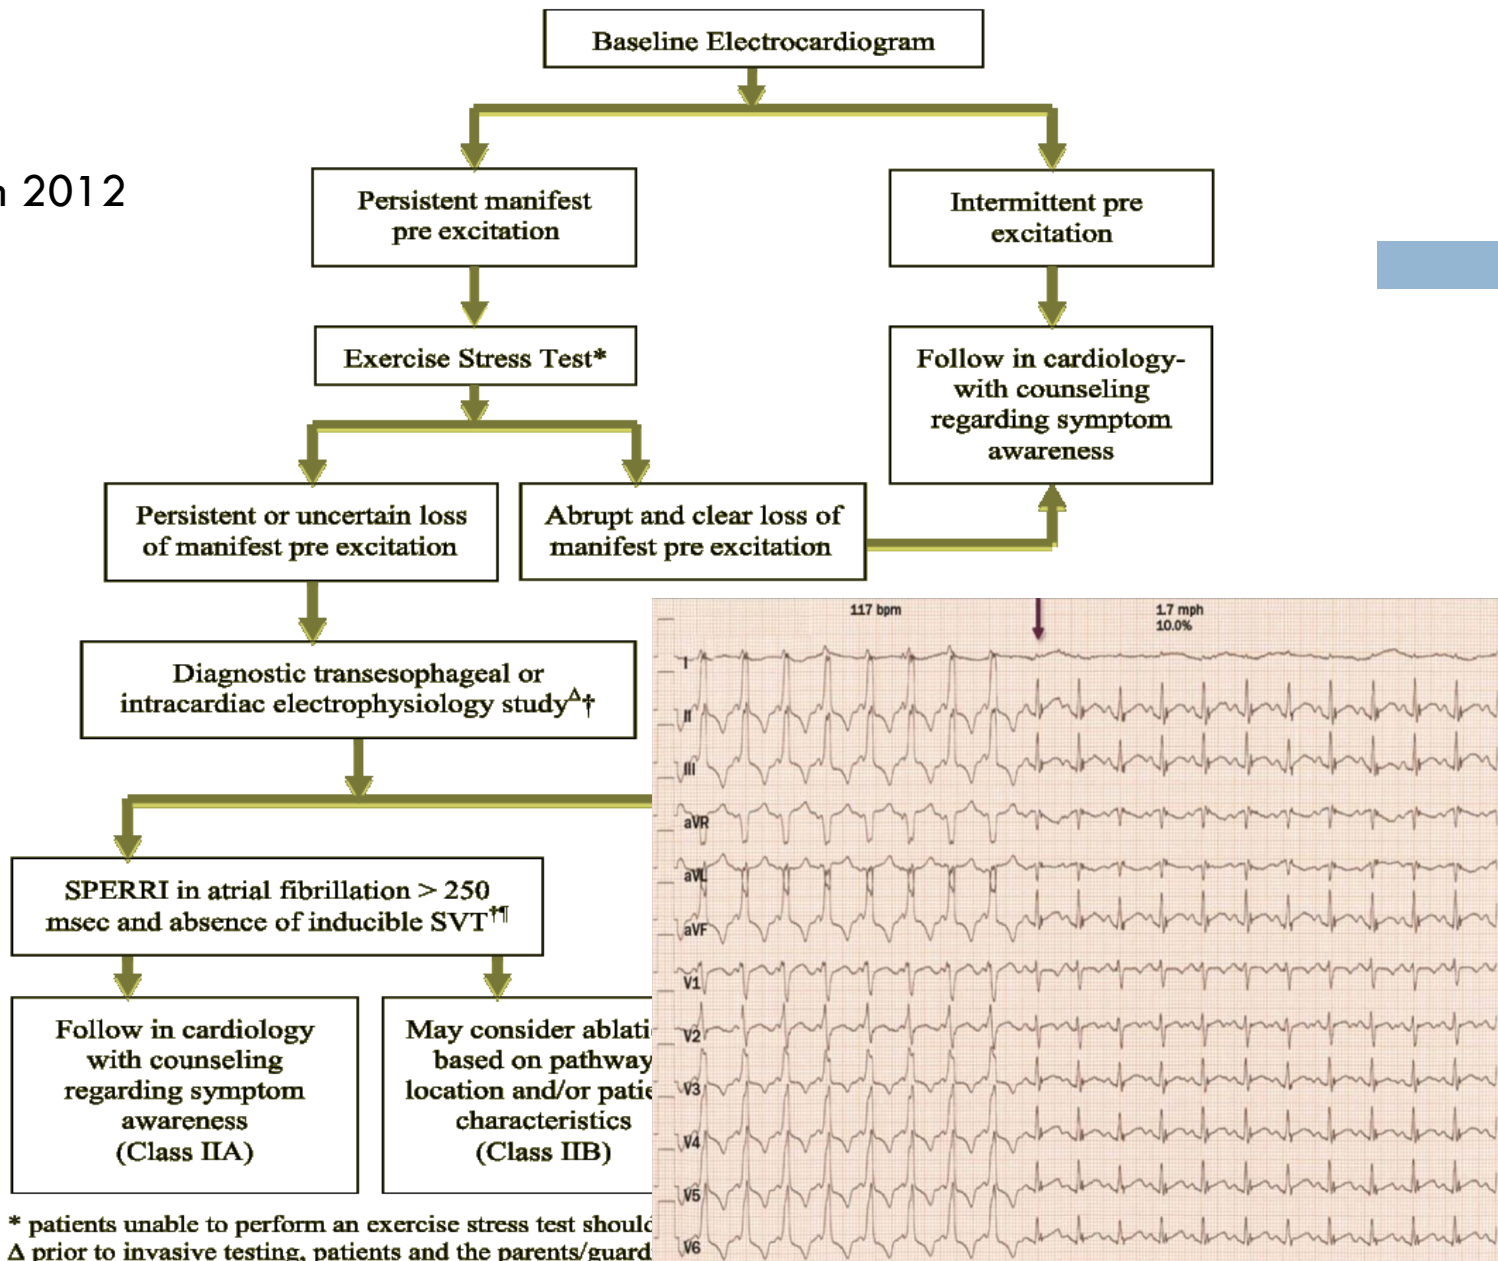 Baseline Electrocardiogram
2012
Persistent manifest
pre excitation
Intermittent pre
excitation
Exercise Stress Test*
Follow in cardiology-
with counseling
regarding symptom
awareness
Persistent or uncertain loss
of manifest pre excitation
Abrupt and clear loss of
manifest pre excitation
Diagnostic transesophageal or
intracardiac electrophysiology study^Δ†
SPERRI in atrial fibrillation > 250
msec and absence of inducible SVT^†¶
Follow in cardiology
with counseling
regarding symptom
awareness
(Class IIA)
May consider ablati
based on pathway
location and/or patie
characteristics
(Class IIB)
* patients unable to perform an exercise stress test should
Δ prior to invasive testing, patients and the parents/guard
117 bpm
1.7 mph
10.0%
I
II
III
aVR
aVL
aVF
V1
V2
V3
V4
V5
V6